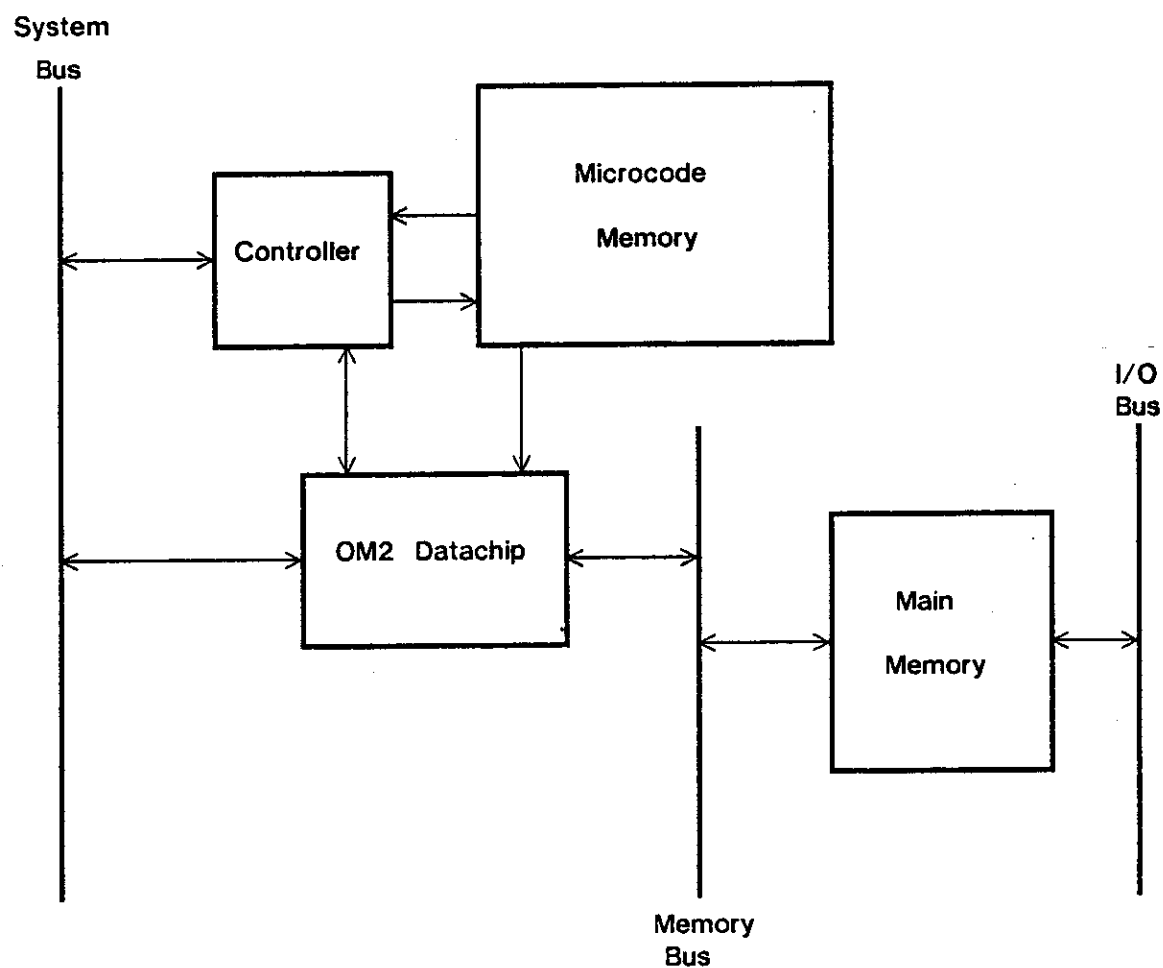 System
Bus
Microcode
Memory
Controller
I/O
Bus
OM2 Datachip
Main
Memory
Memory
Bus